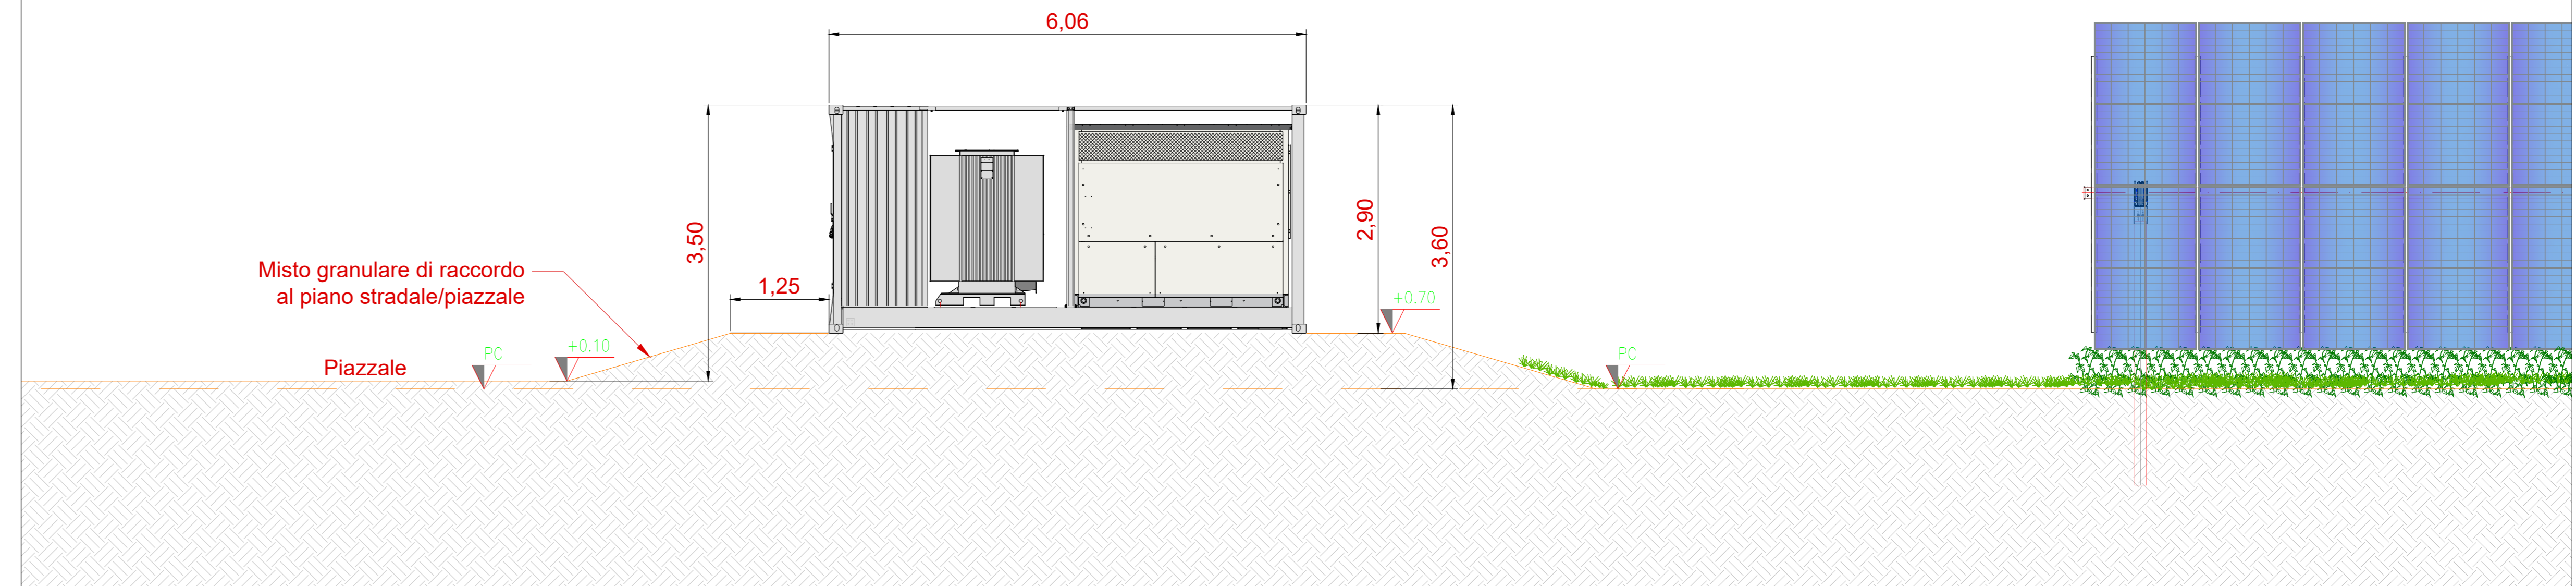 6,06
3,50
2,90
3,60
Misto granulare di raccordo
al piano stradale/piazzale
1,25
+0.70
Piazzale
PC
+0.10
PC